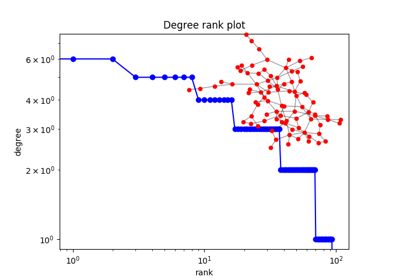 Degree rank plot
6 × 10⁰
4 × 10⁰
3 × 10⁰
2 × 10⁰
10⁰
degree
10⁰ 10¹ 10²
rank